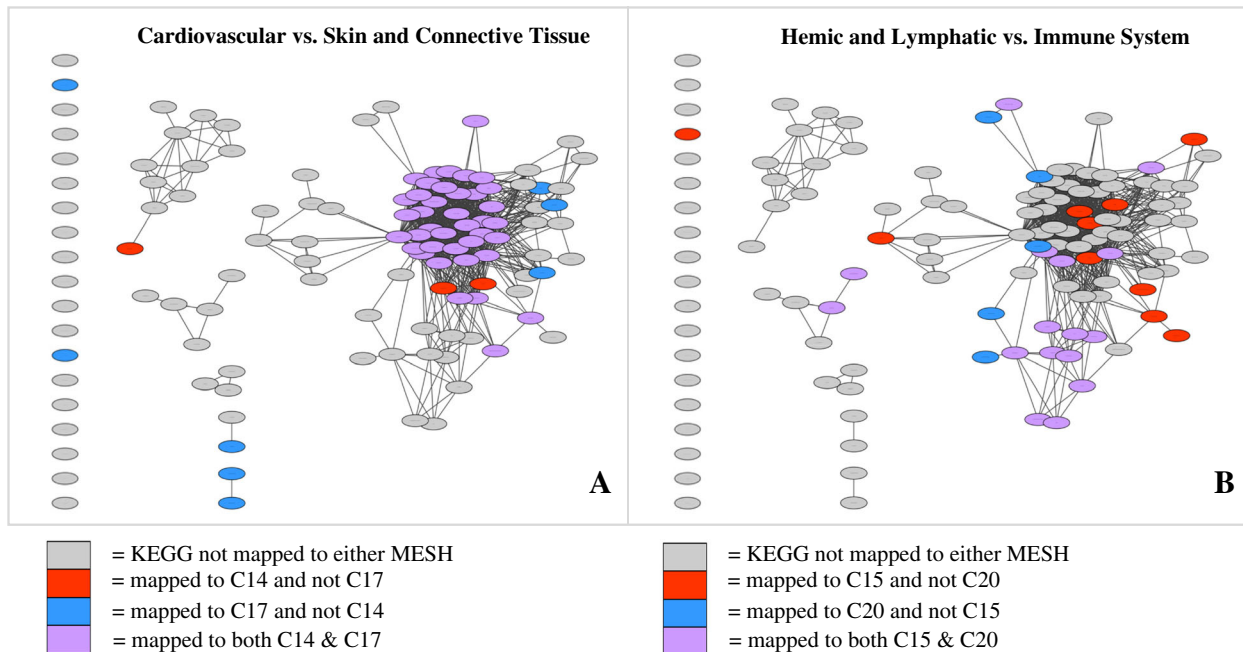 Cardiovascular vs. Skin and Connective Tissue
Hemic and Lymphatic vs. Immune System
A
B
= KEGG not mapped to either MESH
= mapped to C14 and not C17
= mapped to C17 and not C14
= mapped to both C14 & C17
= KEGG not mapped to either MESH
= mapped to C15 and not C20
= mapped to C20 and not C15
= mapped to both C15 & C20